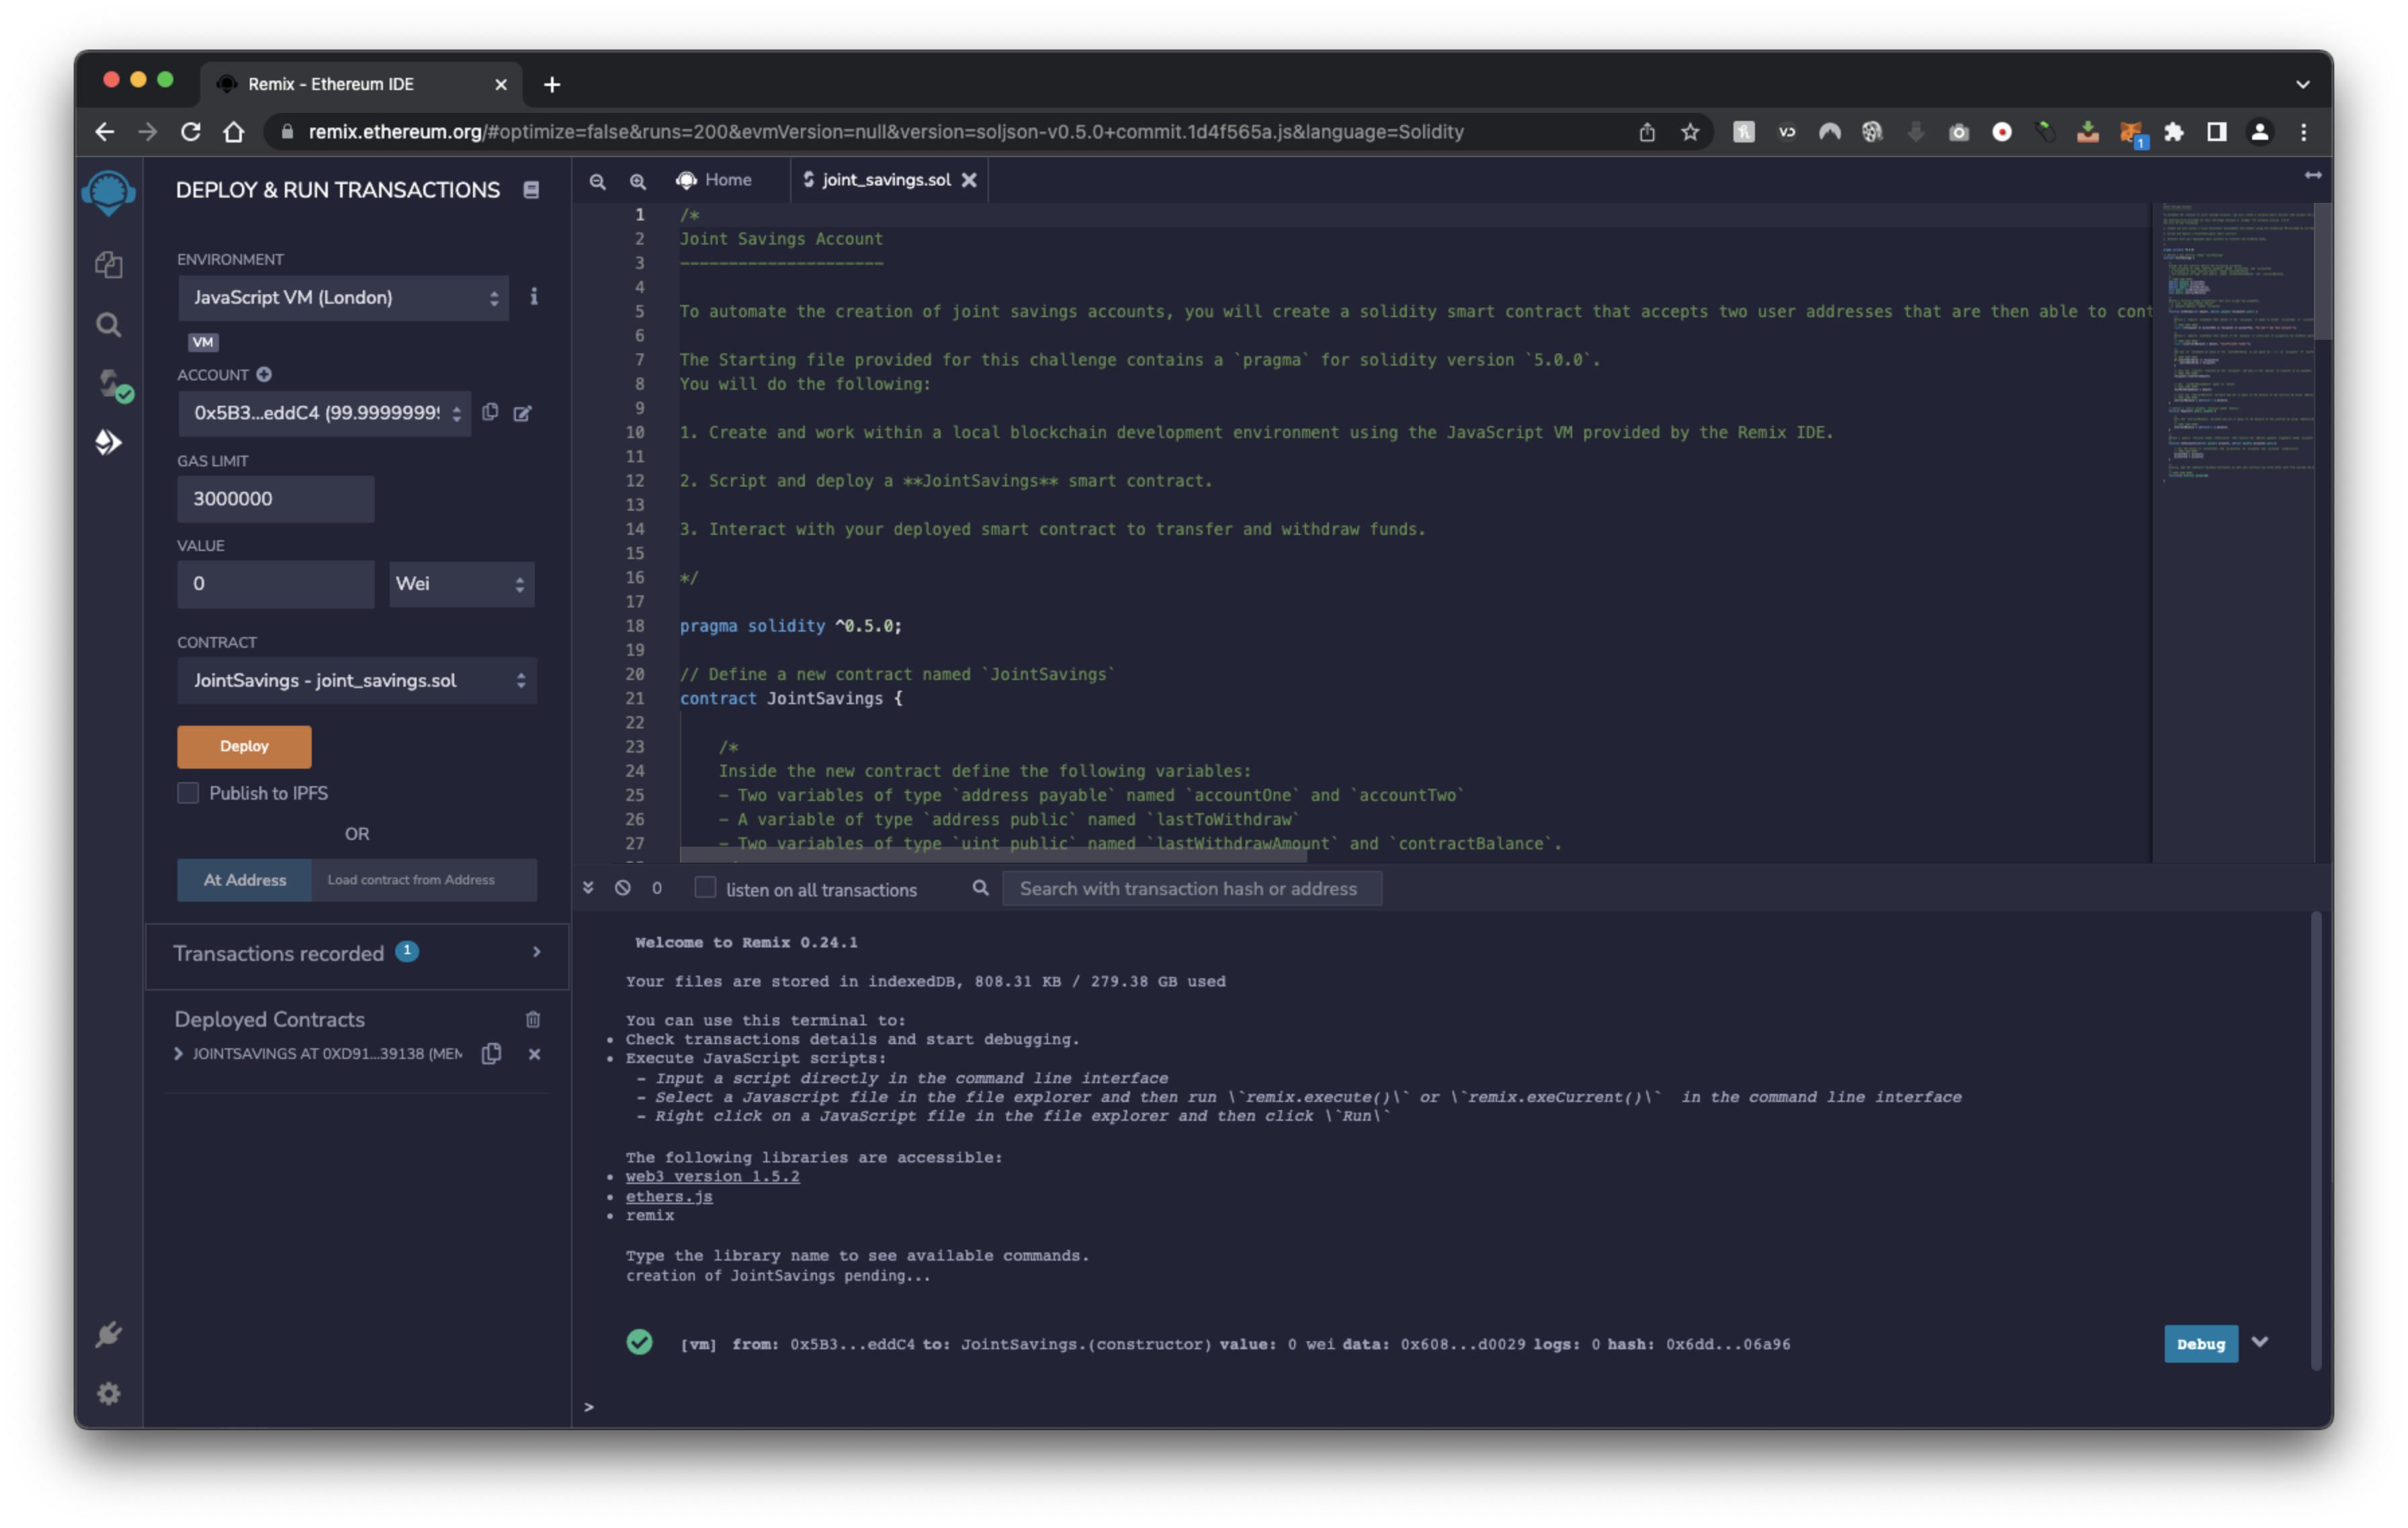 Remix - Ethereum IDE
remix.ethereum.org/#optimize=false&runs=200&evmVersion=null&version=soljson-v0.5.0+commit.1d4f565a.js&language=Solidity
1
DEPLOY & RUN TRANSACTIONS
ENVIRONMENT
JavaScript VM (London)
VM
ACCOUNT
0x5B3...eddC4 (99.9999999
GAS LIMIT
3000000
VALUE
0
Wei
CONTRACT
JointSavings - joint_savings.sol
Deploy
Publish to IPFS
OR
At Address
Load contract from Address
Transactions recorded 1
Deployed Contracts
JOINTSAVINGS AT 0XD91...39138 (MEM
Home
joint_savings.sol
1 /*
2 Joint Savings Account
3 ---------------------
4
5 To automate the creation of joint savings accounts, you will create a solidity smart contract that accepts two user addresses that are then able to cont
6
7 The Starting file provided for this challenge contains a `pragma` for solidity version `5.0.0`.
8 You will do the following:
9
10 1. Create and work within a local blockchain development environment using the JavaScript VM provided by the Remix IDE.
11
12 2. Script and deploy a **JointSavings** smart contract.
13
14 3. Interact with your deployed smart contract to transfer and withdraw funds.
15
16 */
17
18 pragma solidity ^0.5.0;
19
20 // Define a new contract named `JointSavings`
21 contract JointSavings {
22
23 /*
24 Inside the new contract define the following variables:
25 - Two variables of type `address payable` named `accountOne` and `accountTwo`
26 - A variable of type `address public` named `lastToWithdraw`
27 - Two variables of type `uint public` named `lastWithdrawAmount` and `contractBalance`.
0
listen on all transactions
Search with transaction hash or address
Welcome to Remix 0.24.1
Your files are stored in indexedDB, 808.31 KB / 279.38 GB used
You can use this terminal to:
• Check transactions details and start debugging.
• Execute JavaScript scripts:
- Input a script directly in the command line interface
- Select a Javascript file in the file explorer and then run \`remix.execute()\` or \`remix.exeCurrent()\` in the command line interface
- Right click on a JavaScript file in the file explorer and then click \`Run\`
The following libraries are accessible:
• web3 version 1.5.2
• ethers.js
• remix
Type the library name to see available commands.
creation of JointSavings pending...
[vm] from: 0x5B3...eddC4 to: JointSavings.(constructor) value: 0 wei data: 0x608...d0029 logs: 0 hash: 0x6dd...06a96
Debug
>